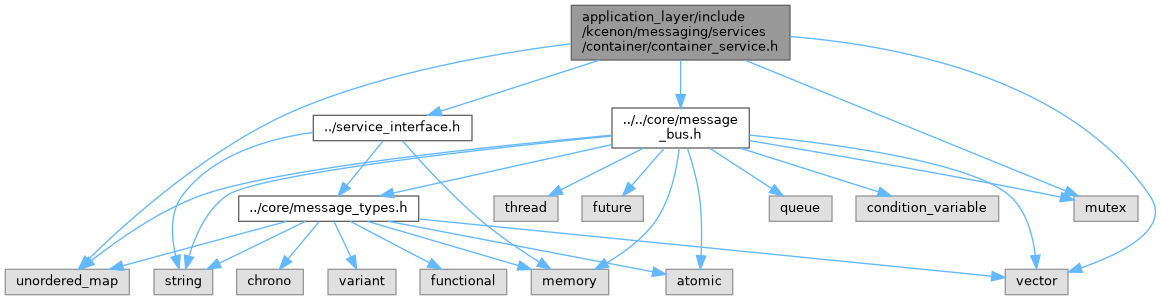 application_layer/include
/kcenon/messaging/services
/container/container_service.h
../service_interface.h
../../core/message
_bus.h
../core/message_types.h
thread
future
queue
condition_variable
mutex
unordered_map
string
chrono
variant
functional
memory
atomic
vector